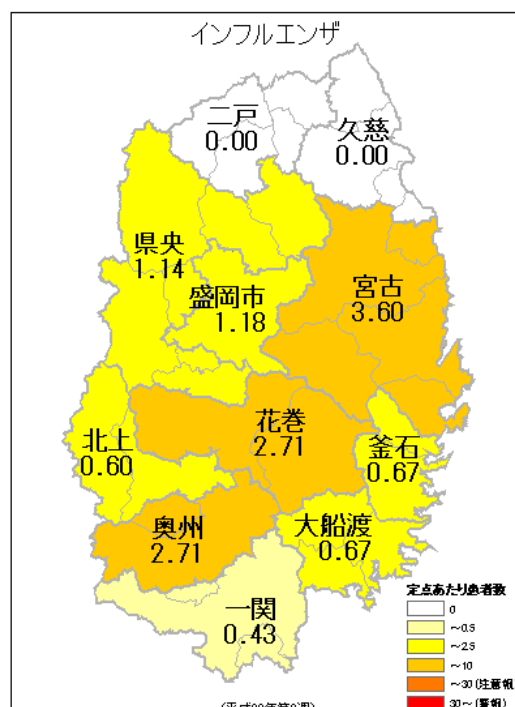 インフルエンザ
二戸
0.00
久慈
0.00
県央
1.14
盛岡市
1.18
宮古
3.60
花巻
2.71
北上
0.60
釜石
0.67
奥州
2.71
大船渡
0.67
一関
0.43
定点あたり患者数
0
～0.5
～2.5
～10
～30(注意報)
30～(警報)